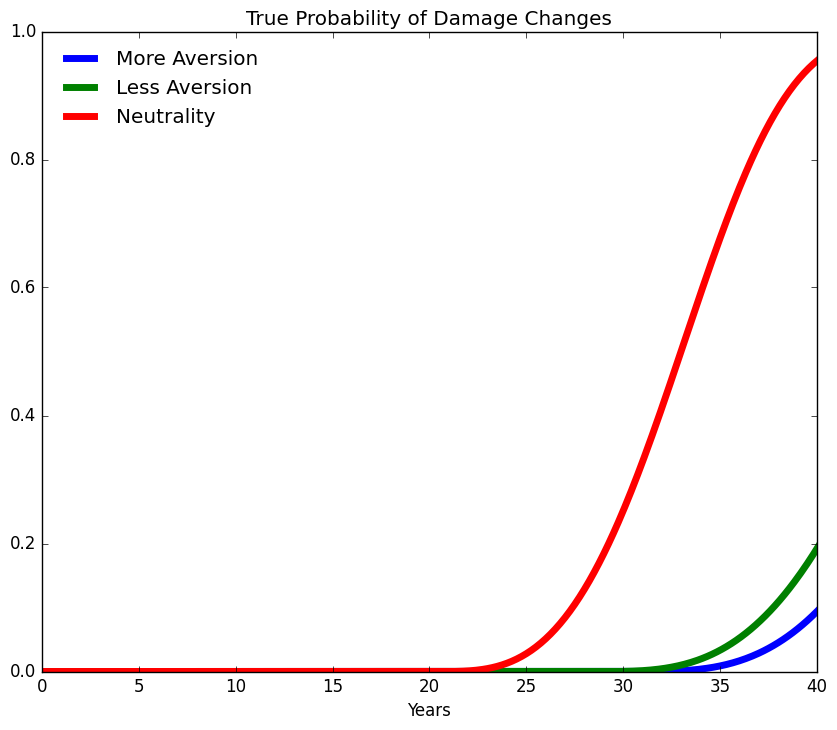 True Probability of Damage Changes
1.0
More Aversion
Less Aversion
Neutrality
0.8
0.6
0.4
0.2
0.0
0 5 10 15 20 25 30 35 40
Years